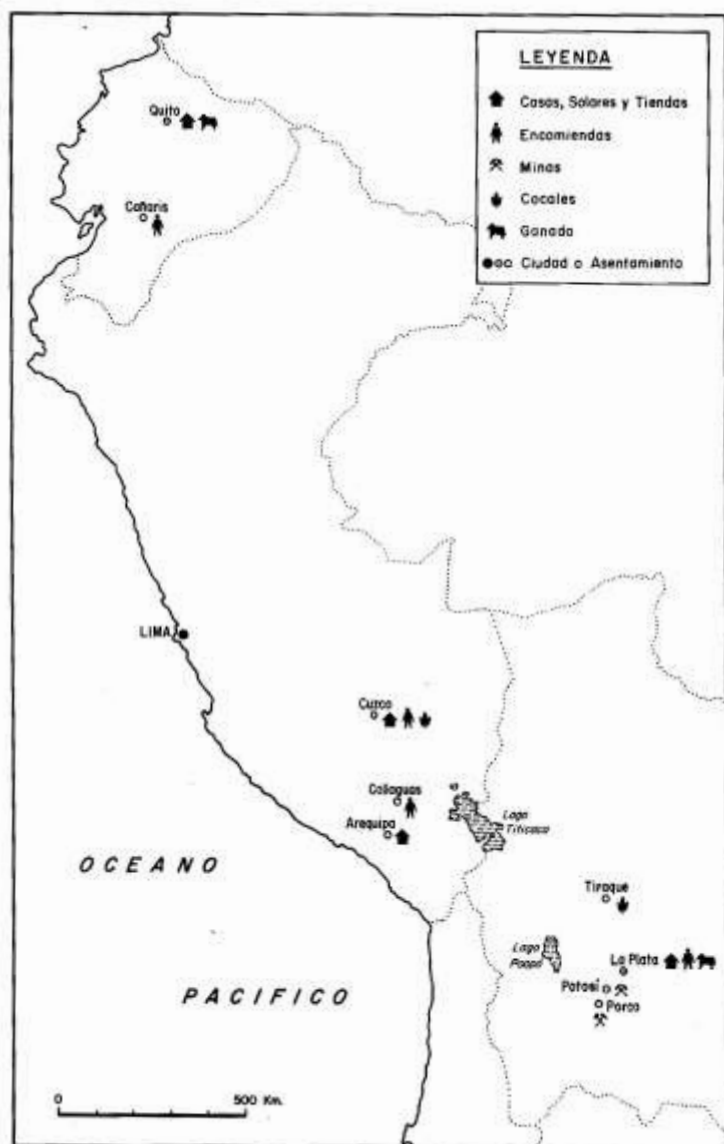 LEYENDA
Casas, Solares y Tiendas
Encomiendas
Minas
Cocales
Ganado
Ciudad o Asentamiento
Quito
Cañaris
LIMA
Cuzco
Collaguas
Arequipa
Lago
Titicaca
OCEANO
Tiraque
Lago
Poopó
La Plata
Potosí
Porco
PACIFICO
0 500 Km.